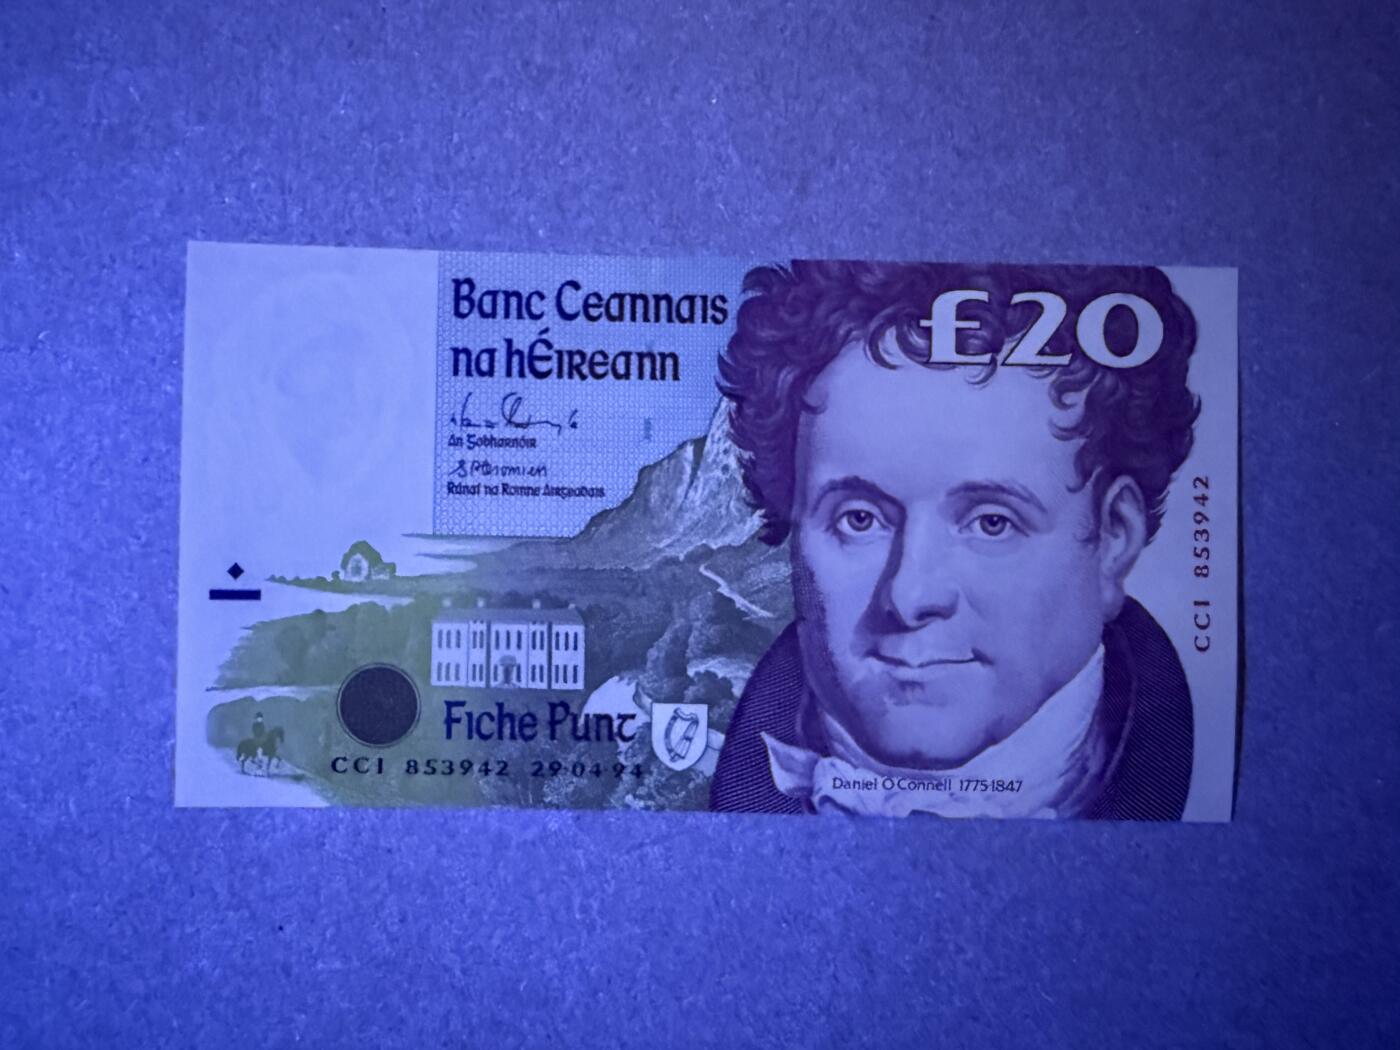 Banc Ceannais
na hÉireann
An Gobharnóir
Rúnaí na Roinne Airgeadais
£20
CCI 853942
Fiche Punt
CCI 853942 29·04·94
Daniel O'Connell 1775-1847